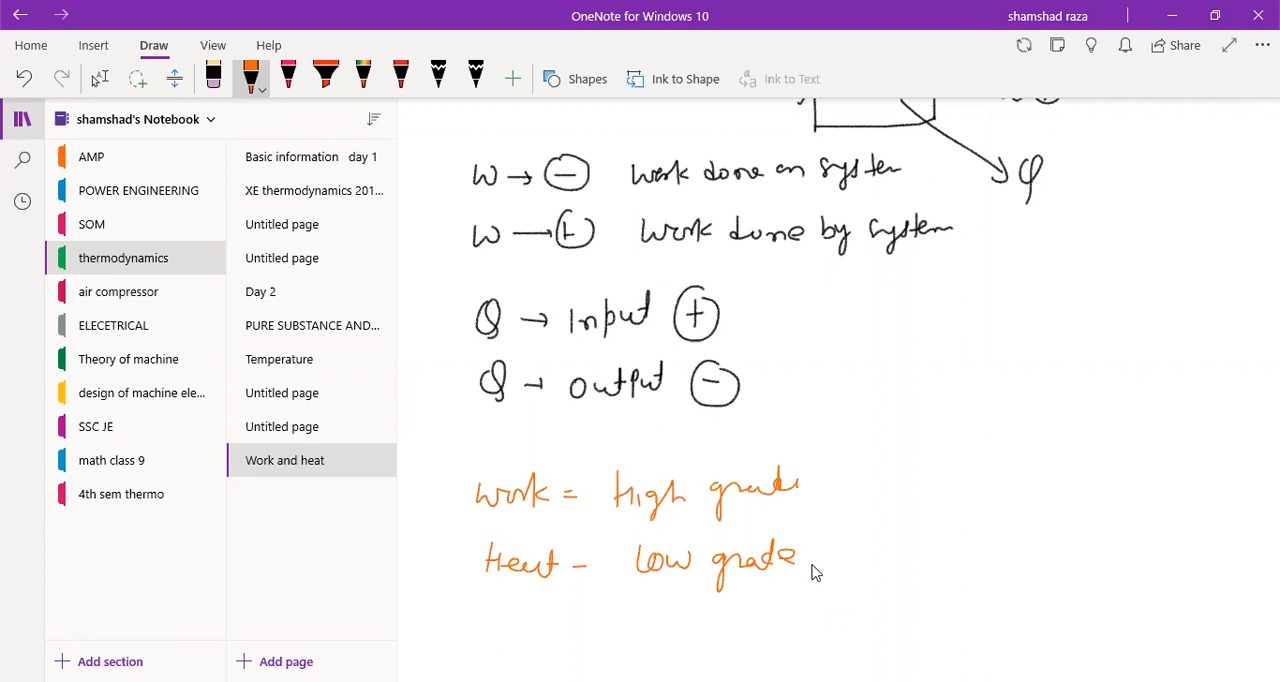 OneNote for Windows 10
shamshad raza
Home Insert Draw View Help
Share
Shapes Ink to Shape Ink to Text
shamshad's Notebook
AMP
POWER ENGINEERING
SOM
thermodynamics
air compressor
ELECETRICAL
Theory of machine
design of machine ele...
SSC JE
math class 9
4th sem thermo
Add section
Basic information day 1
XE thermodynamics 201...
Untitled page
Untitled page
Day 2
PURE SUBSTANCE AND...
Temperature
Untitled page
Untitled page
Work and heat
Add page
W → - work done on system
φ
W → + work done by system
Q → Input +
Q → output -
Work = High grade
Heat - Low grade